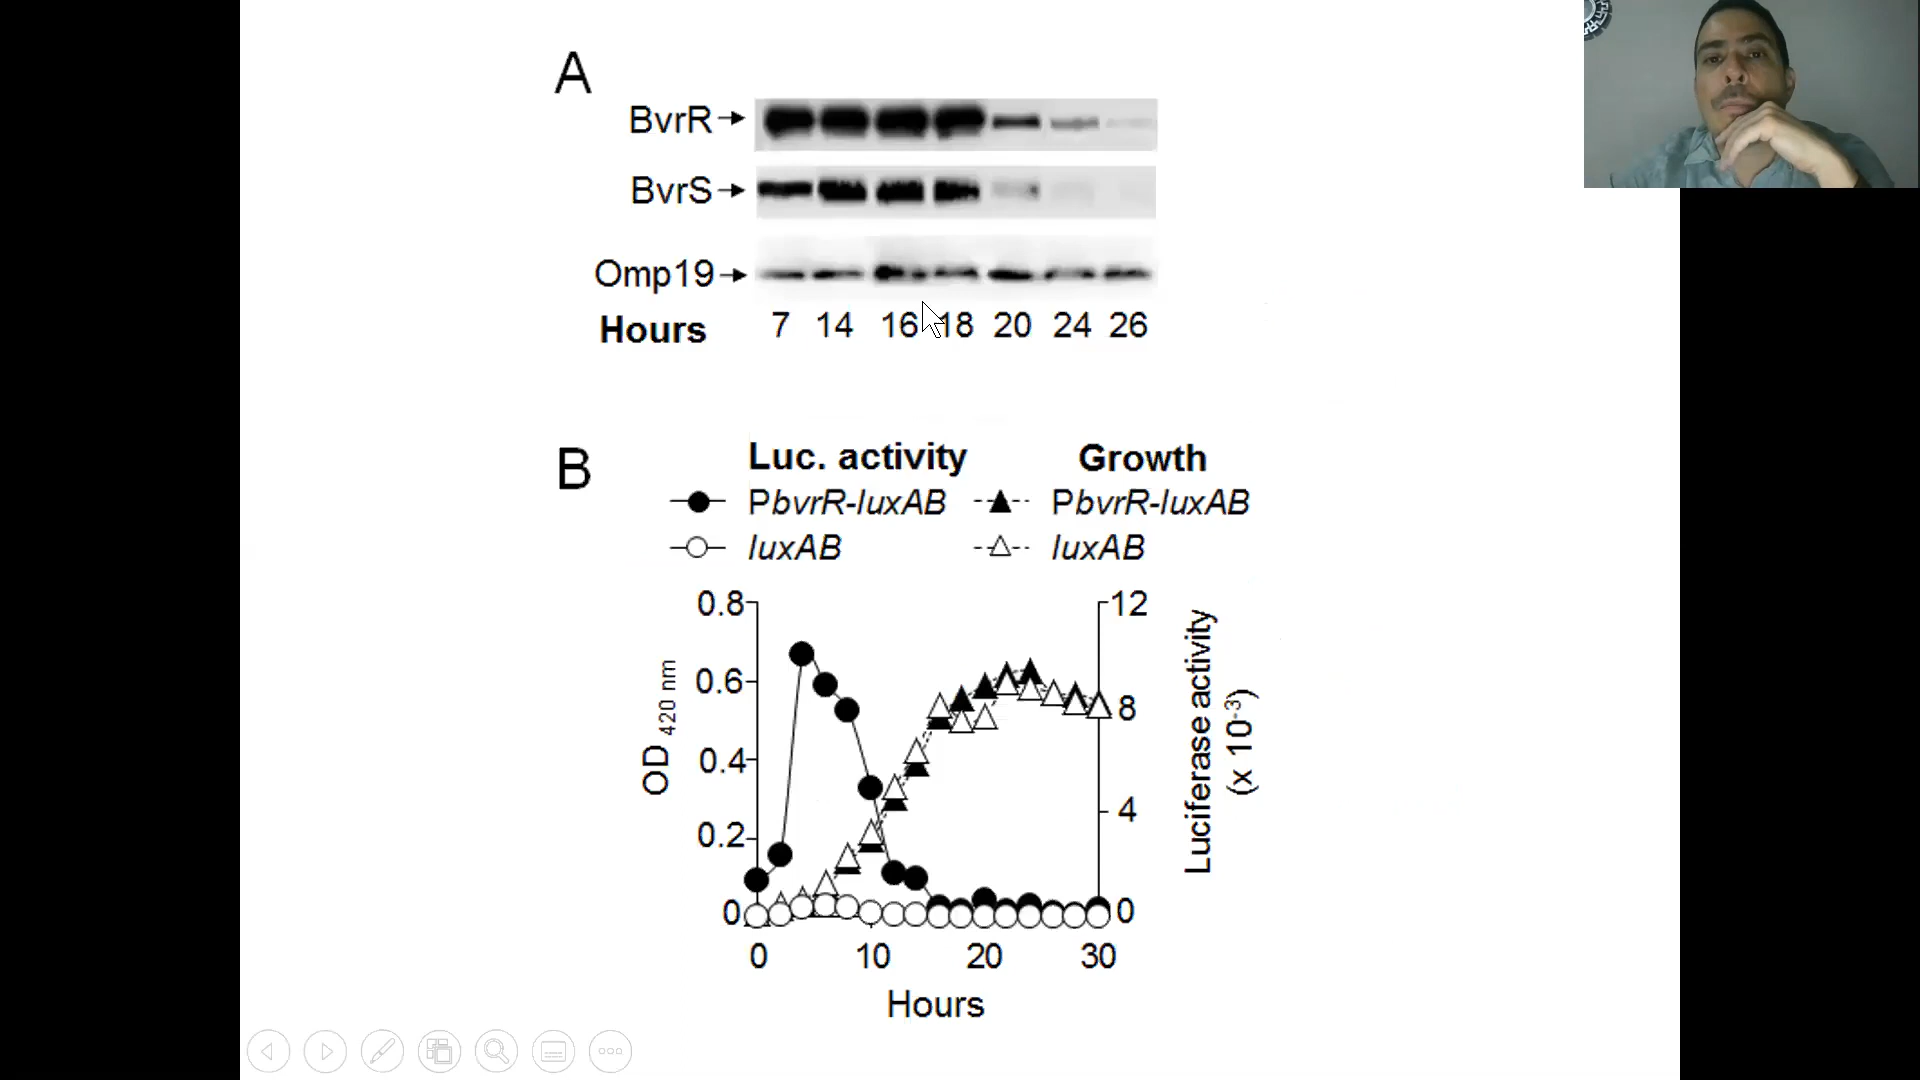 A
BvrR
BvrS
Omp19
Hours 7 14 16 18 20 24 26
B
Luc. activity Growth
PbvrR-luxAB PbvrR-luxAB
luxAB luxAB
0.8 12
0.6
8
0.4
4
0.2
0 0
OD 420 nm
Luciferase activity
(x 10-3)
0 10 20 30
Hours